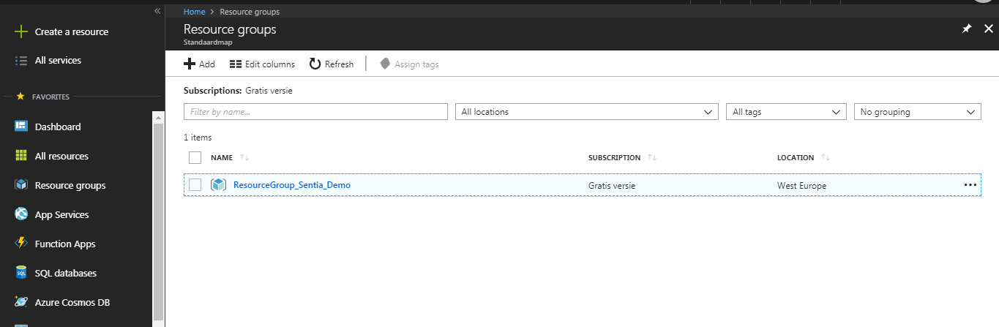 Create a resource
All services
FAVORITES
Dashboard
All resources
Resource groups
App Services
Function Apps
SQL databases
Azure Cosmos DB
Home > Resource groups
Resource groups
Standaardmap
Add Edit columns Refresh Assign tags
Subscriptions: Gratis versie
Filter by name... All locations All tags No grouping
1 items
NAME SUBSCRIPTION LOCATION
ResourceGroup_Sentia_Demo Gratis versie West Europe